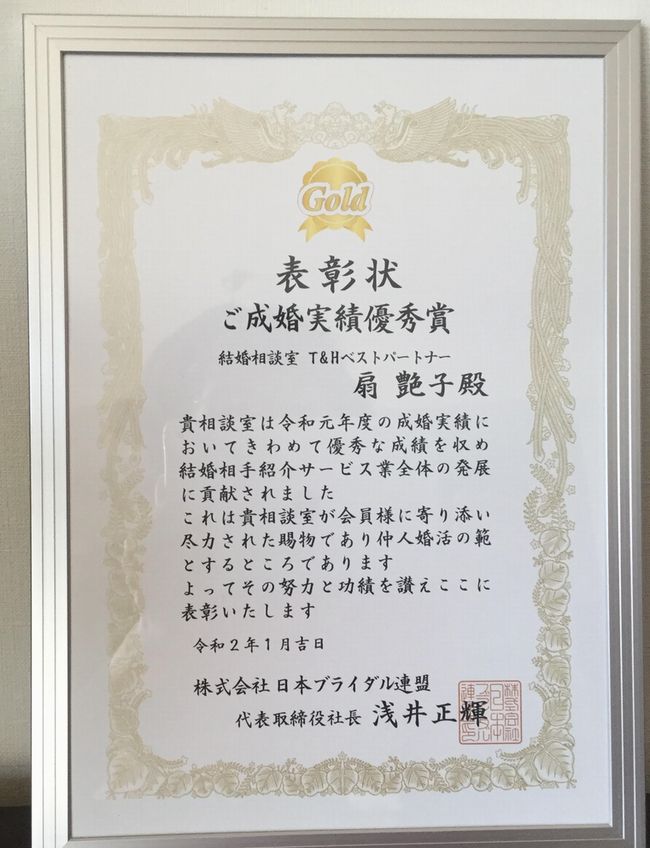 Gold
表彰状
ご成婚実績優秀賞
結婚相談室 T&Hベストパートナー
扇 艶子殿
貴相談室は令和元年度の成婚実績に
おいてきわめて優秀な成績を収め
結婚相手紹介サービス業全体の発展
に貢献されました
これは貴相談室が会員様に寄り添い
尽力された賜物であり仲人婚活の範
とするところであります
よってその努力と功績を讃えここに
表彰いたします
令和2年1月吉日
株式会社 日本ブライダル連盟
代表取締役社長 浅井正輝